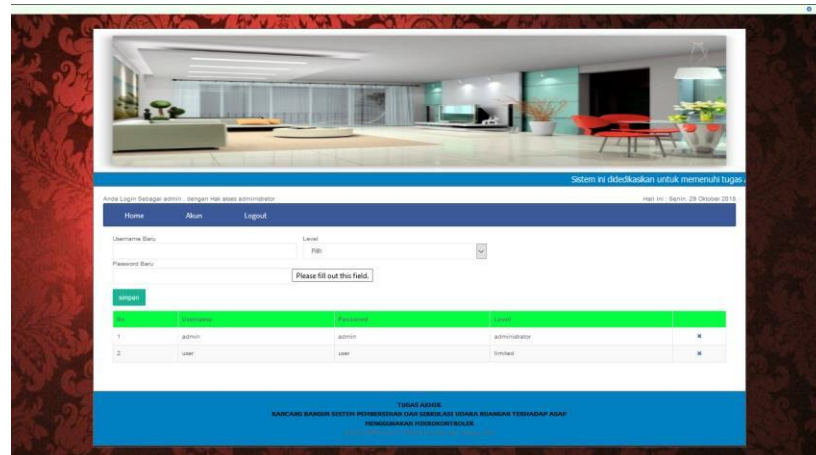 Sistem ini didedikasikan untuk memenuhi tugas
Anda Login Sebagai admin , dengan Hak akses administrator
Hari ini : Senin, 29 Oktober 2018
Home Akun Logout
Username Baru
Level
Pilih
Password Baru
Please fill out this field.
simpan
No Username Password Level
1 admin admin administrator
2 user user limited
TUGAS AKHIR
RANCANG BANGUN SISTEM PEMBERSIHAN DAN SIRKULASI UDARA RUANGAN TERHADAP ASAP
MENGGUNAKAN MIKROKONTROLER